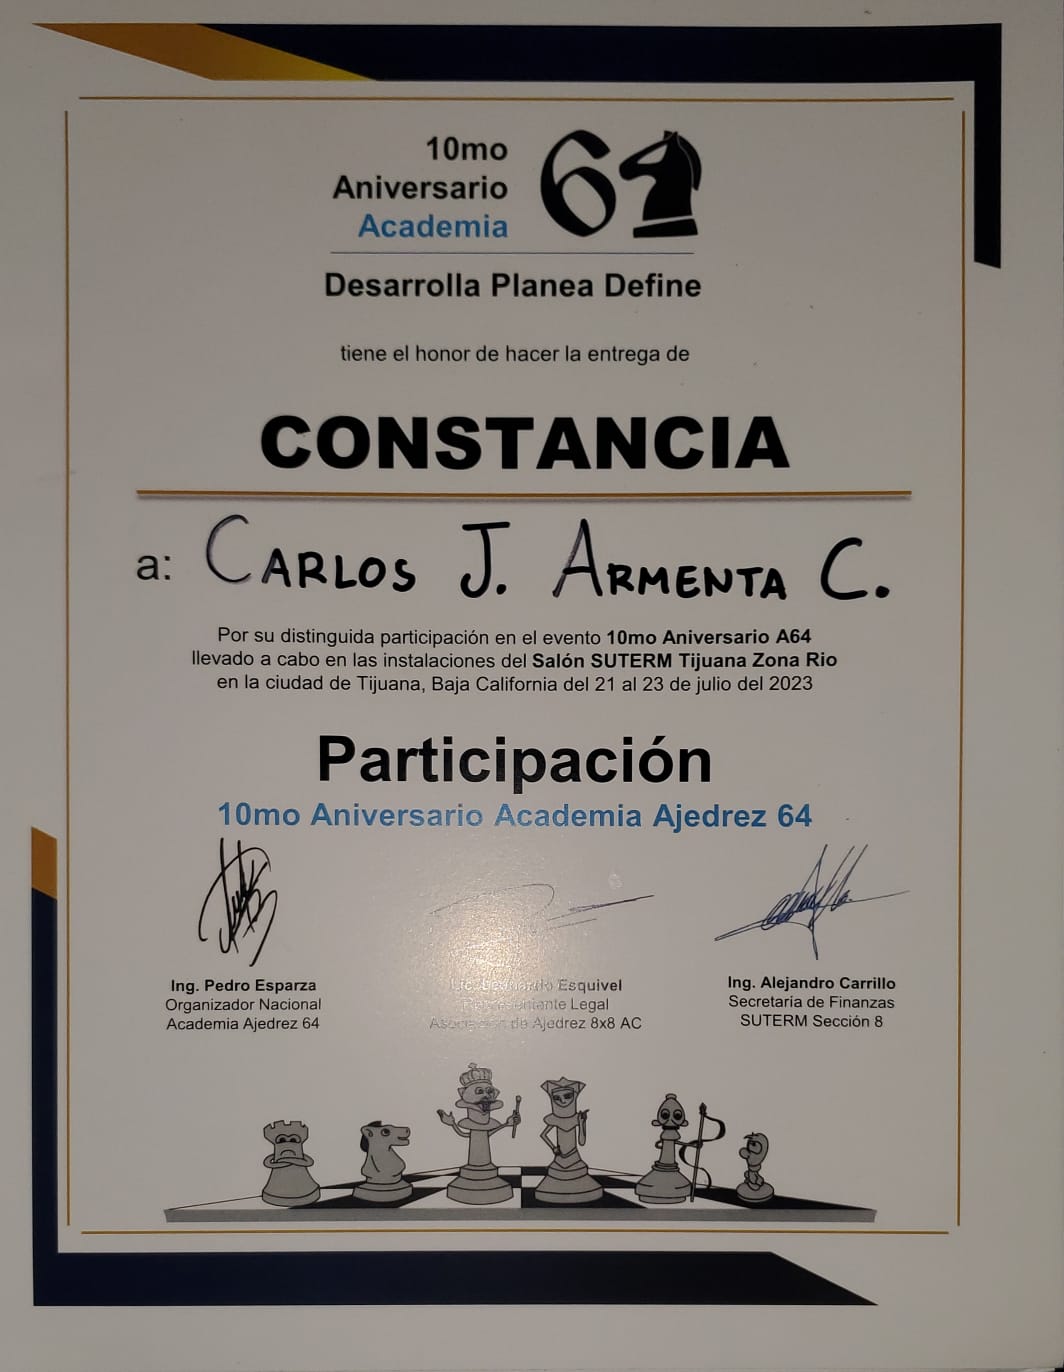 10mo
Aniversario
Academia
64
Desarrolla Planea Define
tiene el honor de hacer la entrega de
CONSTANCIA
a: CARLOS J. ARMENTA C.
Por su distinguida participación en el evento 10mo Aniversario A64
llevado a cabo en las instalaciones del Salón SUTERM Tijuana Zona Rio
en la ciudad de Tijuana, Baja California del 21 al 23 de julio del 2023
Participación
10mo Aniversario Academia Ajedrez 64
Ing. Pedro Esparza
Organizador Nacional
Academia Ajedrez 64
Lic. Esquivel
Representante Legal
Asociación de Ajedrez 8x8 AC
Ing. Alejandro Carrillo
Secretaria de Finanzas
SUTERM Sección 8